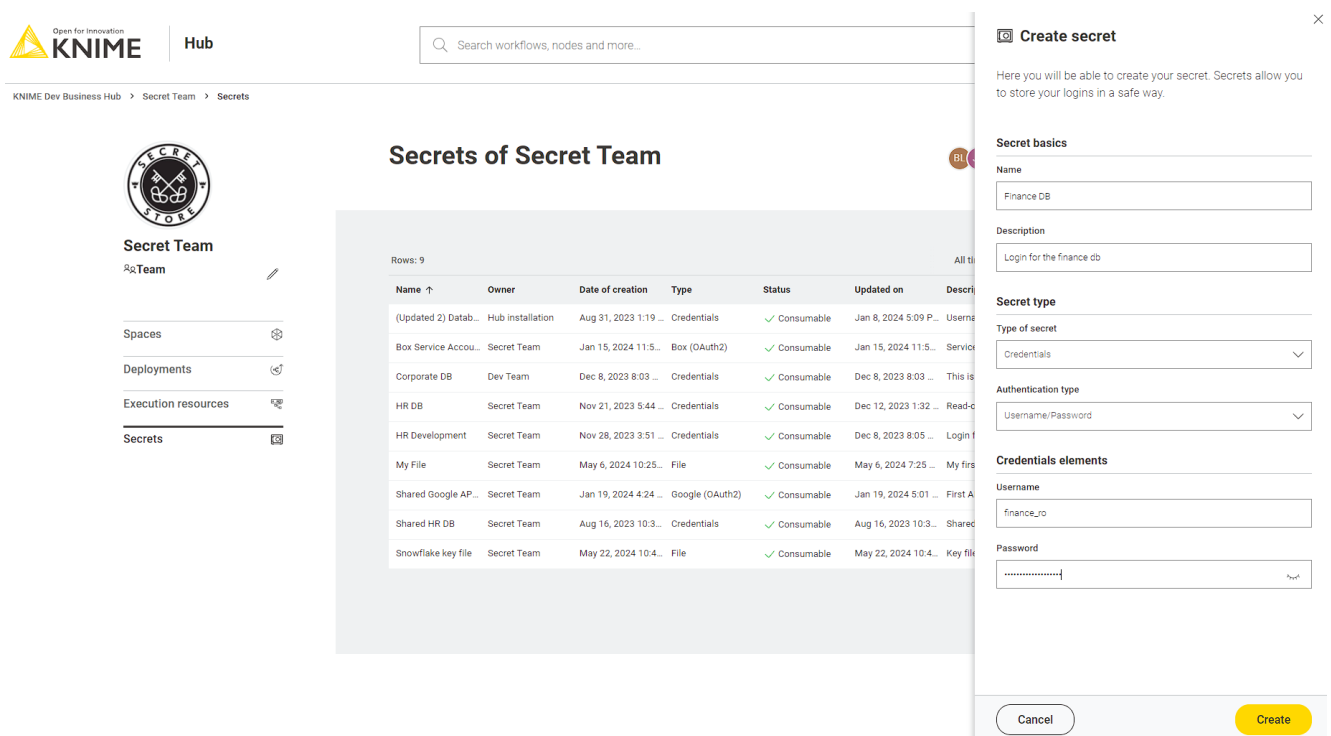 Open for Innovation
KNIME
Hub
Search workflows, nodes and more...
KNIME Dev Business Hub > Secret Team > Secrets
SECRET
STORE
Secret Team
Team
Spaces
Deployments
Execution resources
Secrets
Secrets of Secret Team
BL
Rows: 9
All ti
Name Owner Date of creation Type Status Updated on Descri
(Updated 2) Datab... Hub installation Aug 31, 2023 1:19 ... Credentials Consumable Jan 8, 2024 5:09 P... Userna
Box Service Accou... Secret Team Jan 15, 2024 11:5... Box (OAuth2) Consumable Jan 15, 2024 11:5... Service
Corporate DB Dev Team Dec 8, 2023 8:03 ... Credentials Consumable Dec 8, 2023 8:03 ... This is
HR DB Secret Team Nov 21, 2023 5:44 ... Credentials Consumable Dec 12, 2023 1:32 ... Read-o
HR Development Secret Team Nov 28, 2023 3:51 ... Credentials Consumable Dec 8, 2023 8:05 ... Login f
My File Secret Team May 6, 2024 10:25... File Consumable May 6, 2024 7:25 ... My firs
Shared Google AP... Secret Team Jan 19, 2024 4:24 ... Google (OAuth2) Consumable Jan 19, 2024 5:01 ... First A
Shared HR DB Secret Team Aug 16, 2023 10:3... Credentials Consumable Aug 16, 2023 10:3... Shared
Snowflake key file Secret Team May 22, 2024 10:4... File Consumable May 22, 2024 10:4... Key file
Create secret
Here you will be able to create your secret. Secrets allow you
to store your logins in a safe way.
Secret basics
Name
Finance DB
Description
Login for the finance db
Secret type
Type of secret
Credentials
Authentication type
Username/Password
Credentials elements
Username
finance_ro
Password
Cancel
Create